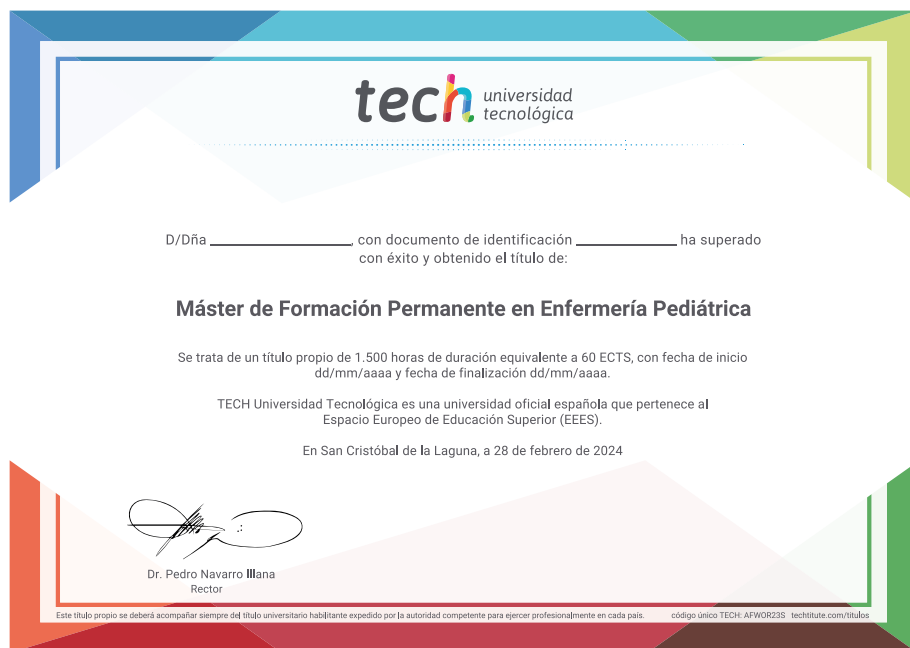 tech universidad
tecnológica
D/Dña ____________________, con documento de identificación ______________ ha superado
con éxito y obtenido el título de:
Máster de Formación Permanente en Enfermería Pediátrica
Se trata de un título propio de 1.500 horas de duración equivalente a 60 ECTS, con fecha de inicio
dd/mm/aaaa y fecha de finalización dd/mm/aaaa.
TECH Universidad Tecnológica es una universidad oficial española que pertenece al
Espacio Europeo de Educación Superior (EEES).
En San Cristóbal de la Laguna, a 28 de febrero de 2024
Dr. Pedro Navarro Illana
Rector
Este título propio se deberá acompañar siempre del título universitario habilitante expedido por la autoridad competente para ejercer profesionalmente en cada país. código único TECH: AFWOR23S techtitute.com/titulos